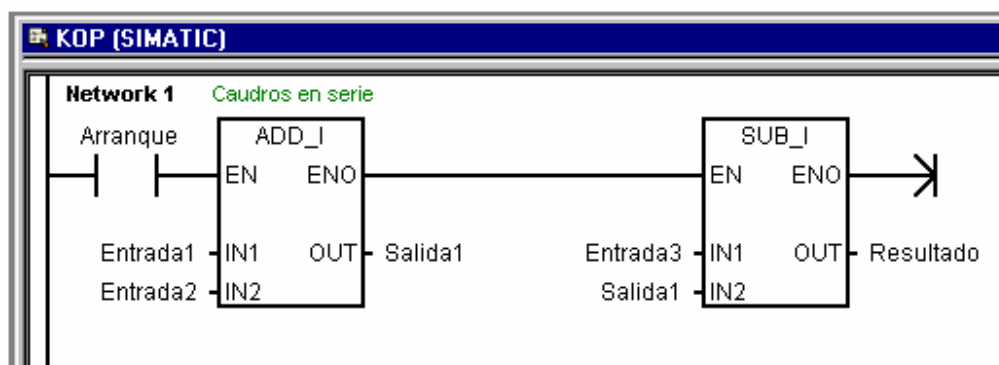 KOP (SIMATIC)
Network 1 Caudros en serie
Arranque ADD_I SUB_I
EN ENO EN ENO
Entrada1 IN1 OUT Salida1 Entrada3 IN1 OUT Resultado
Entrada2 IN2 Salida1 IN2